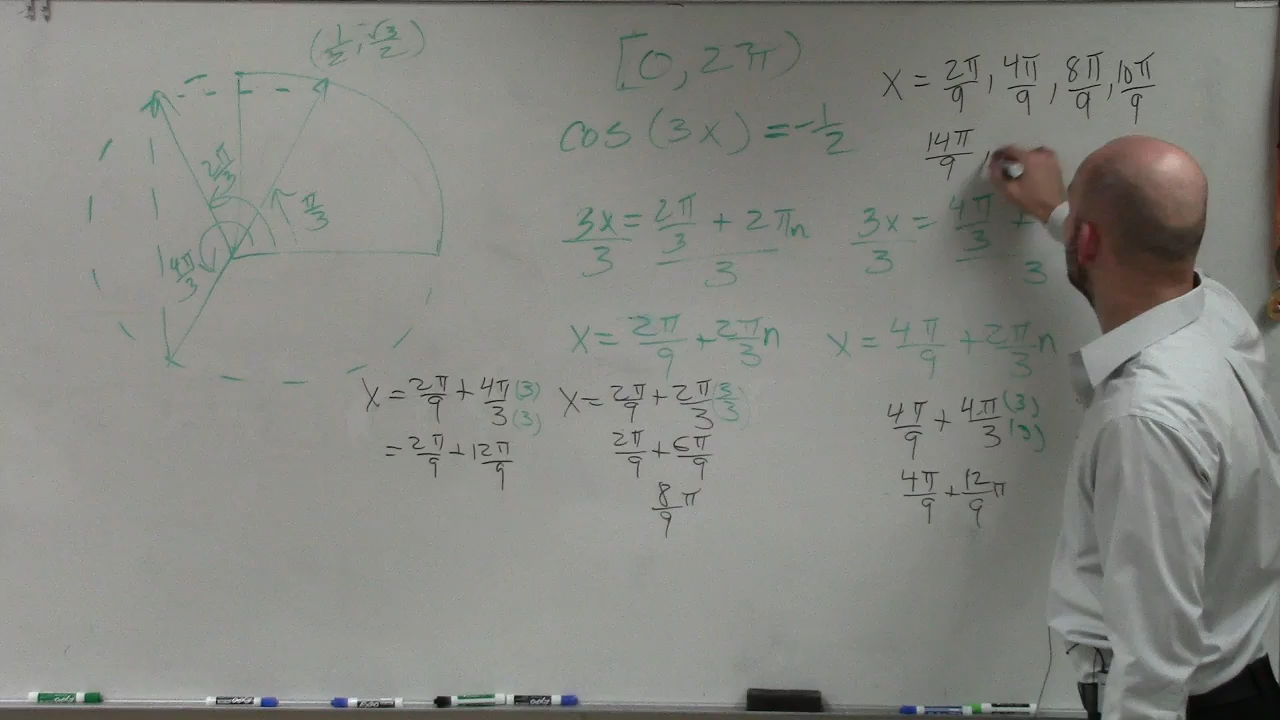 (1/2, √3/2)
2π/3
π/3
4π/3
[0, 2π)
cos(3x) = -1/2
3x/3 = 2π/3 + 2πn / 3
x = 2π/9 + 2π/3 n
x = 2π/9 + 2π/3 (3/3)
2π/9 + 6π/9
8/9 π
x = 2π/9 + 4π/3 (3)/(3)
= 2π/9 + 12π/9
3x/3 = 4π/3 + / 3
x = 4π/9 + 2π/3 n
4π/9 + 4π/3 (3)/(3)
4π/9 + 12/9 π
x = 2π/9, 4π/9, 8π/9, 10π/9
14π/9,